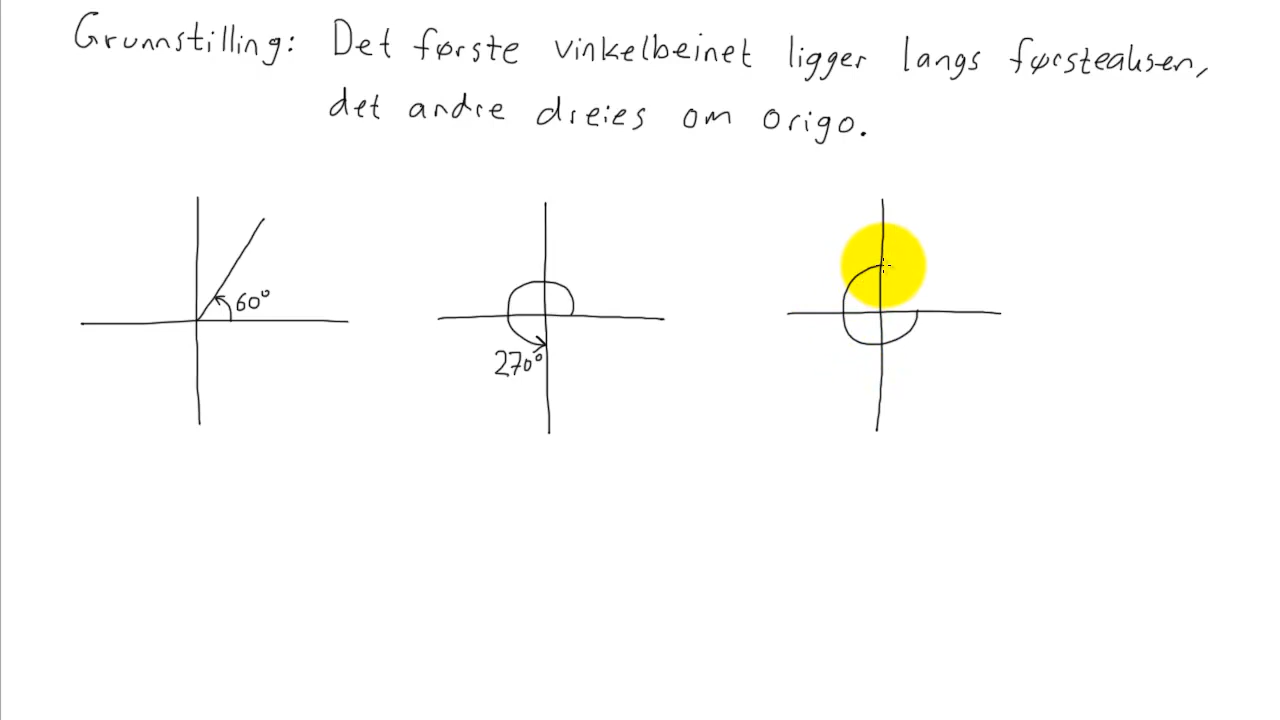 Grunnstilling: Det første vinkelbeinet ligger langs førsteaksen,
det andre dreies om origo.
60°
270°